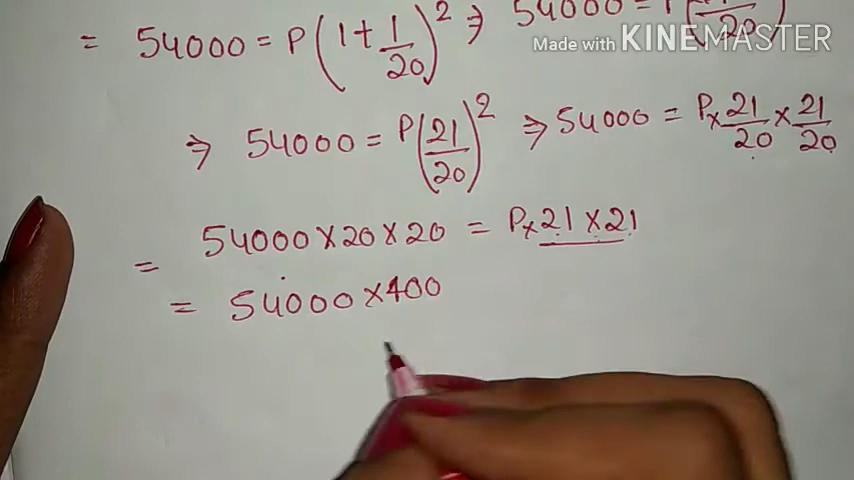 = 54000 = P(1+1/20)² ⇒ 54000 =
Made with KINEMASTER
⇒ 54000 = P(21/20)² ⇒ 54000 = P×21/20×21/20
= 54000×20×20 = P×21×21
= 54000×400